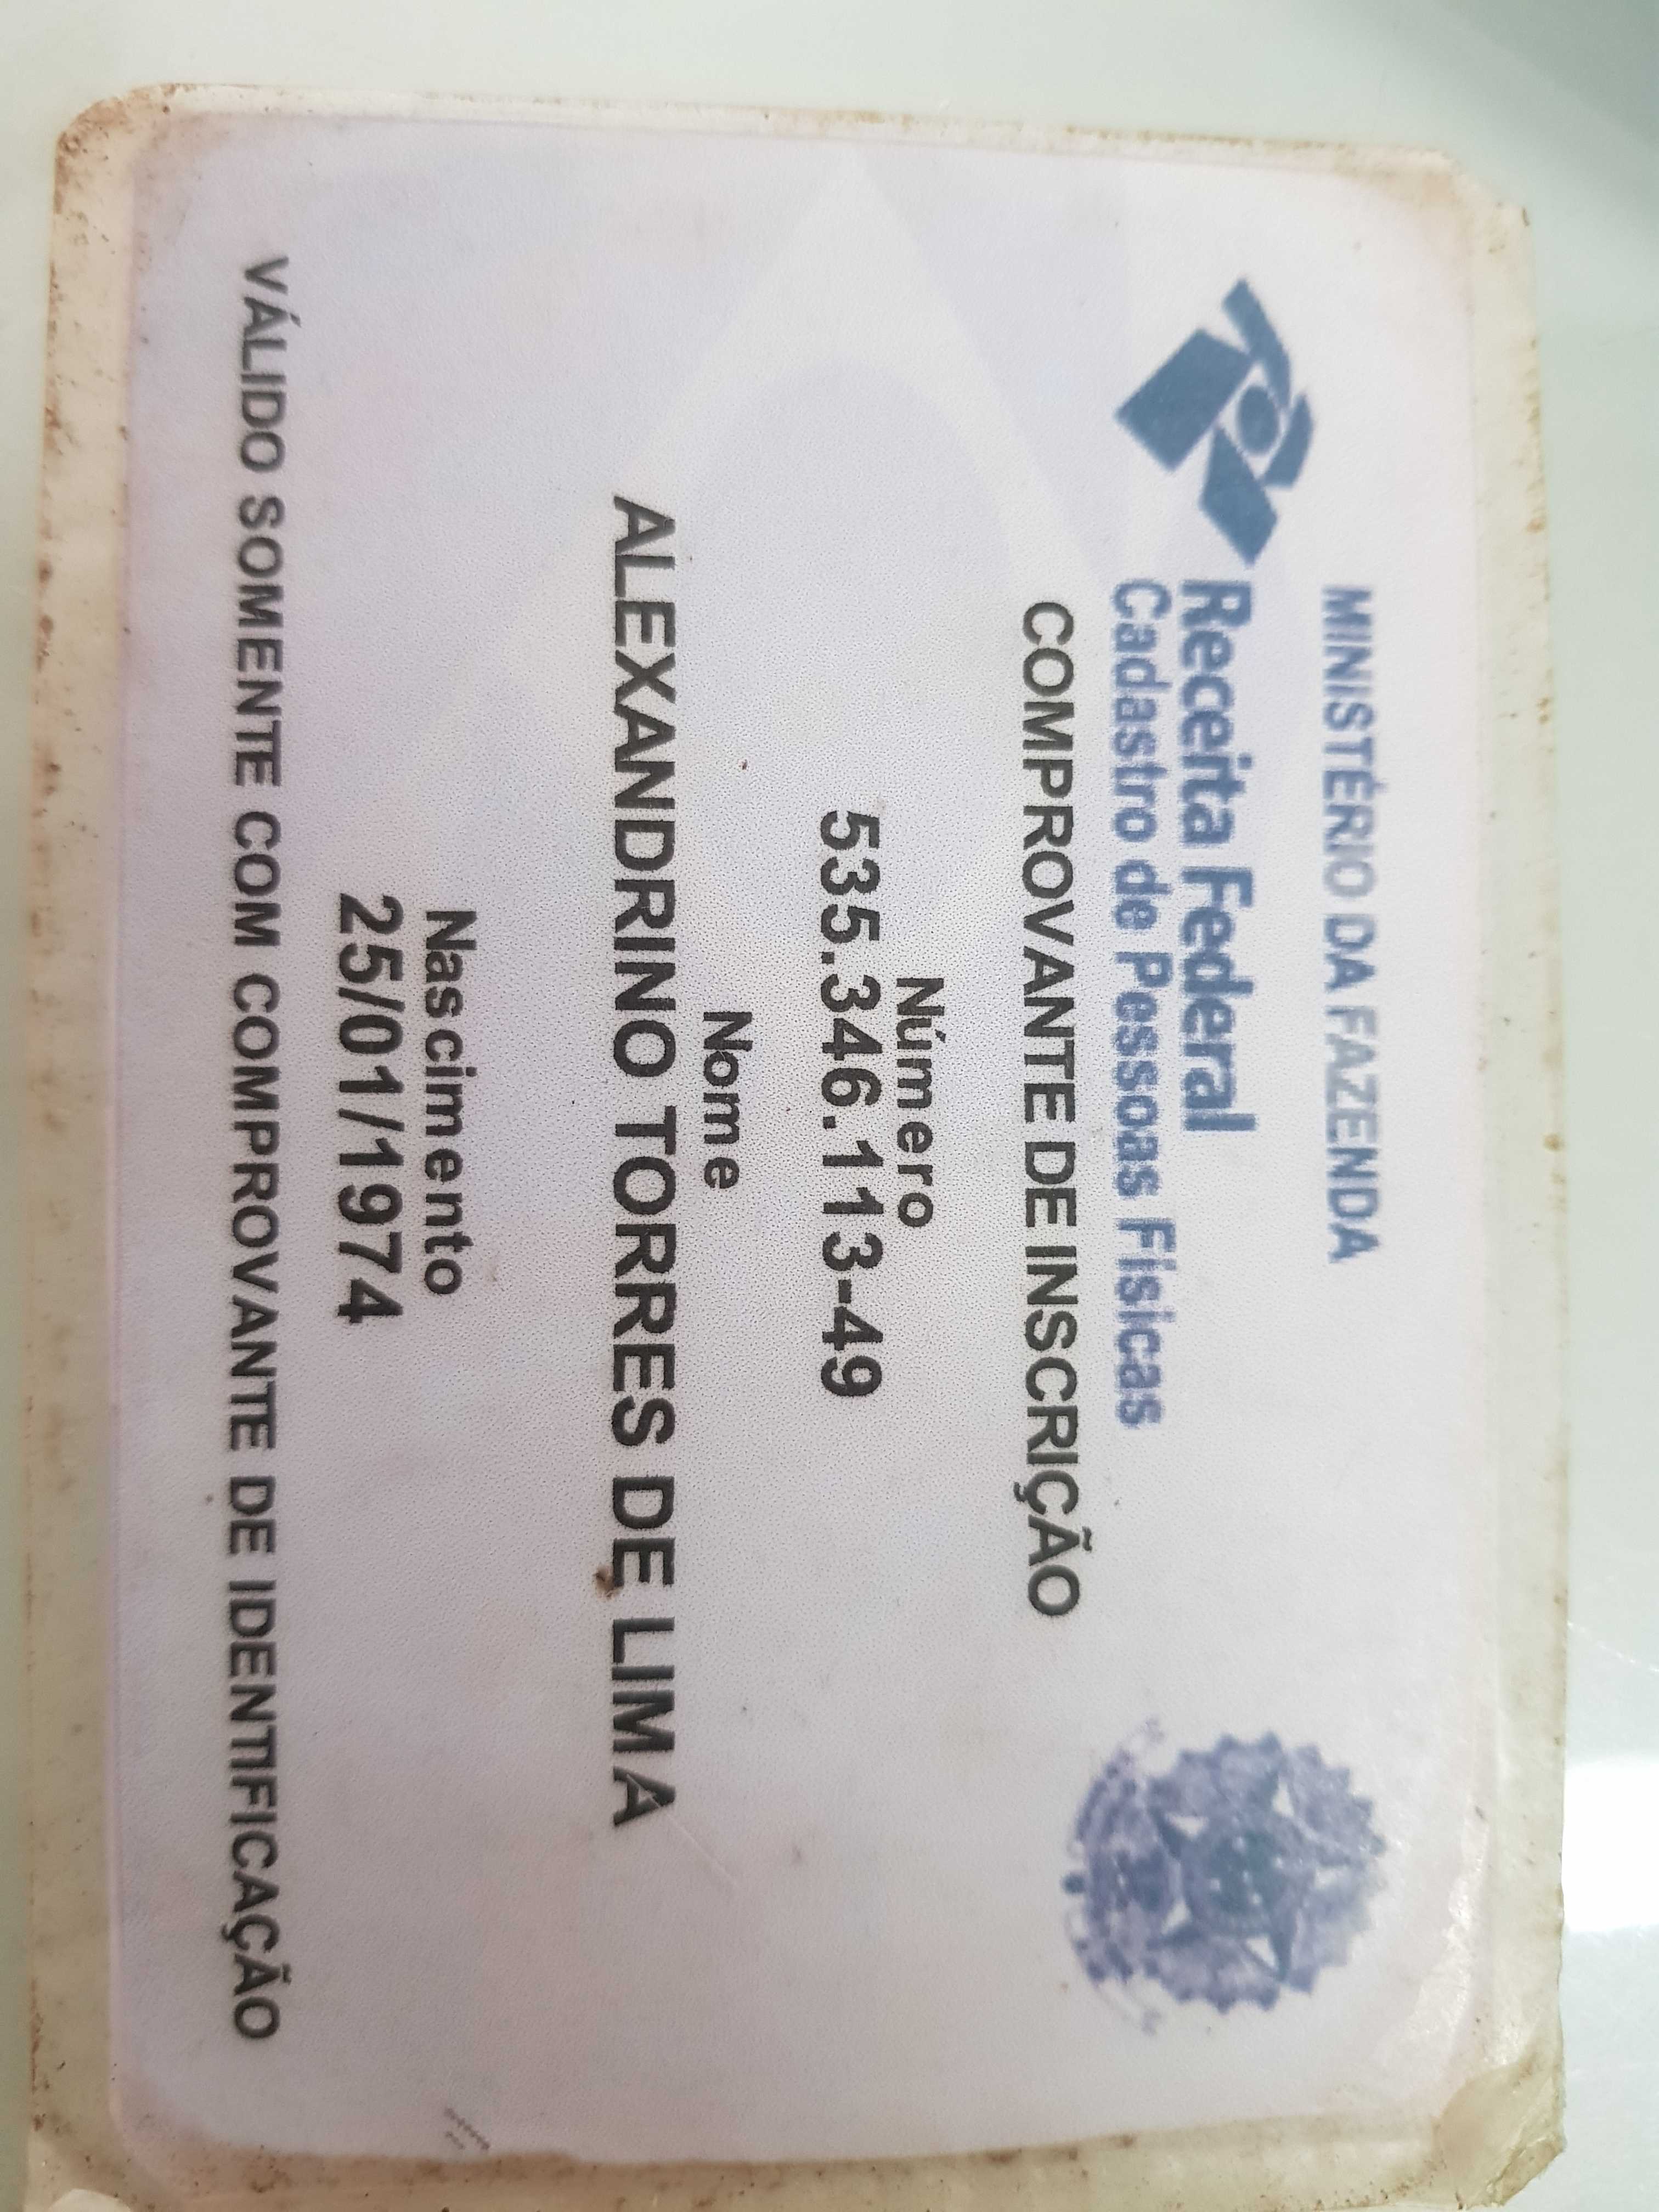 MINISTÉRIO DA FAZENDA
Receita Federal
Cadastro de Pessoas Físicas
COMPROVANTE DE INSCRIÇÃO
Número
535.346.113-49
Nome
ALEXANDRINO TORRES DE LIMA
Nascimento
25/01/1974
VÁLIDO SOMENTE COM COMPROVANTE DE IDENTIFICAÇÃO